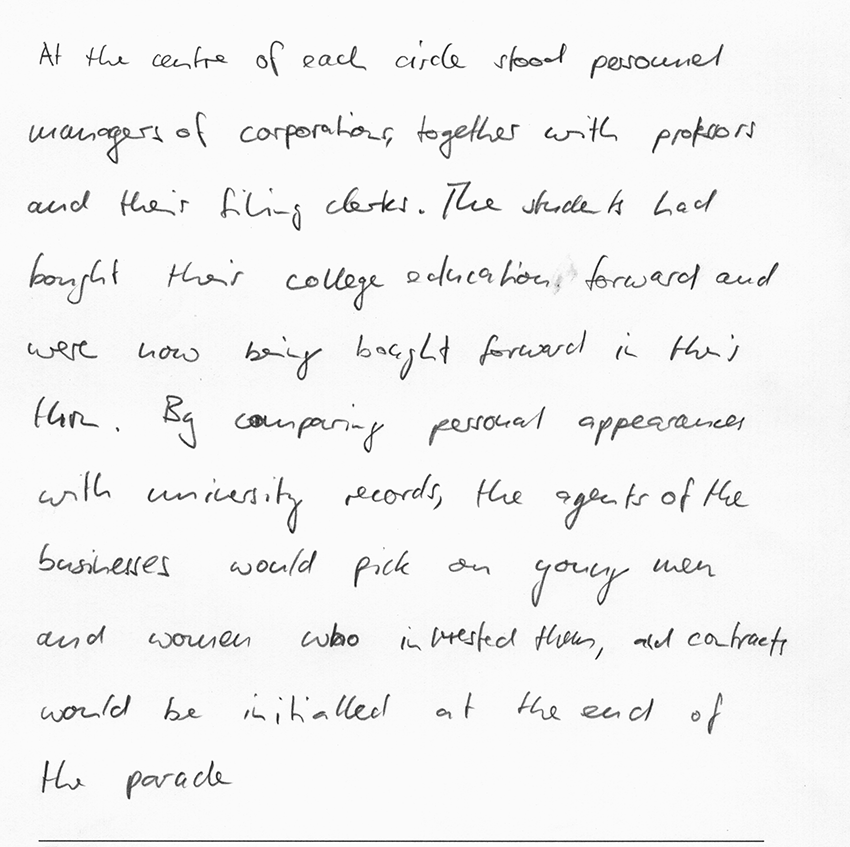 At the centre of each circle stood personnel
managers of corporations, together with professors
and their filing clerks. The students had
bought their college education, forward and
were now being bought forward in their
turn. By comparing personal appearances
with university records, the agents of the
businesses would pick on young men
and women who interested them, and contracts
would be initialled at the end of
the parade